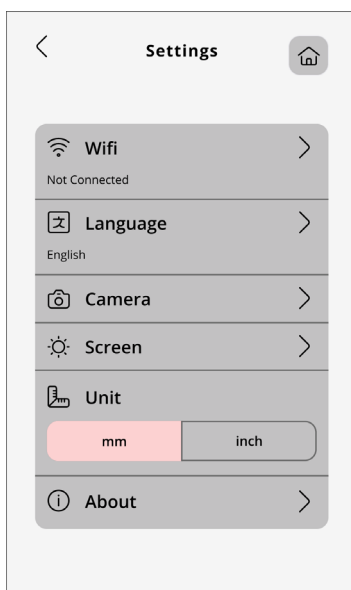 Settings
Wifi
Not Connected
Language
English
Camera
Screen
Unit
mm inch
About